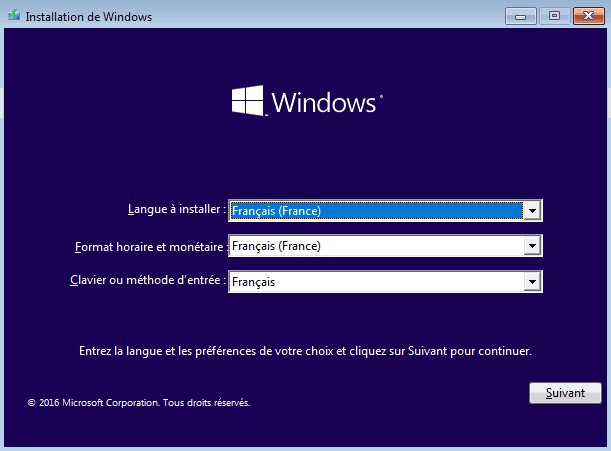 Installation de Windows
Windows®
Langue à installer : Français (France)
Format horaire et monétaire : Français (France)
Clavier ou méthode d'entrée : Français
Entrez la langue et les préférences de votre choix et cliquez sur Suivant pour continuer.
Suivant
© 2016 Microsoft Corporation. Tous droits réservés.